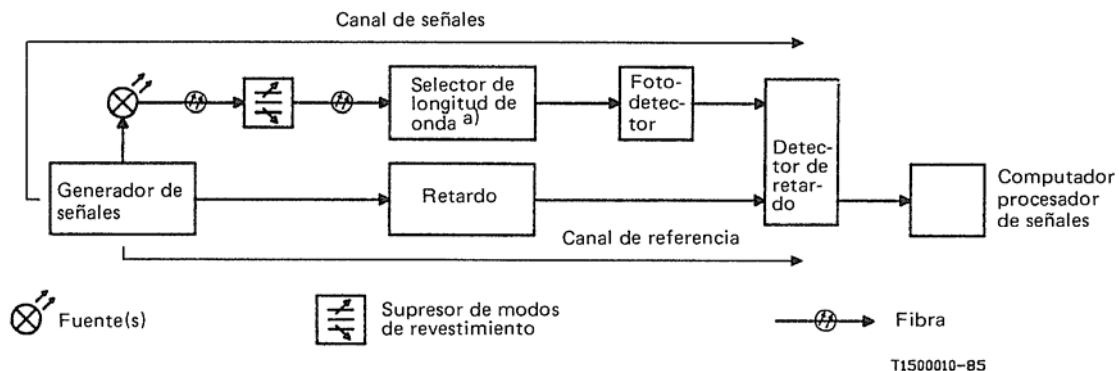 Canal de señales
Selector de
longitud de
onda a)
Foto-
detec-
tor
Generador de
señales
Retardo
Detec-
tor de
retar-
do
Computador
procesador
de señales
Canal de referencia
Fuente(s)
Supresor de modos
de revestimiento
Fibra
T1500010-85